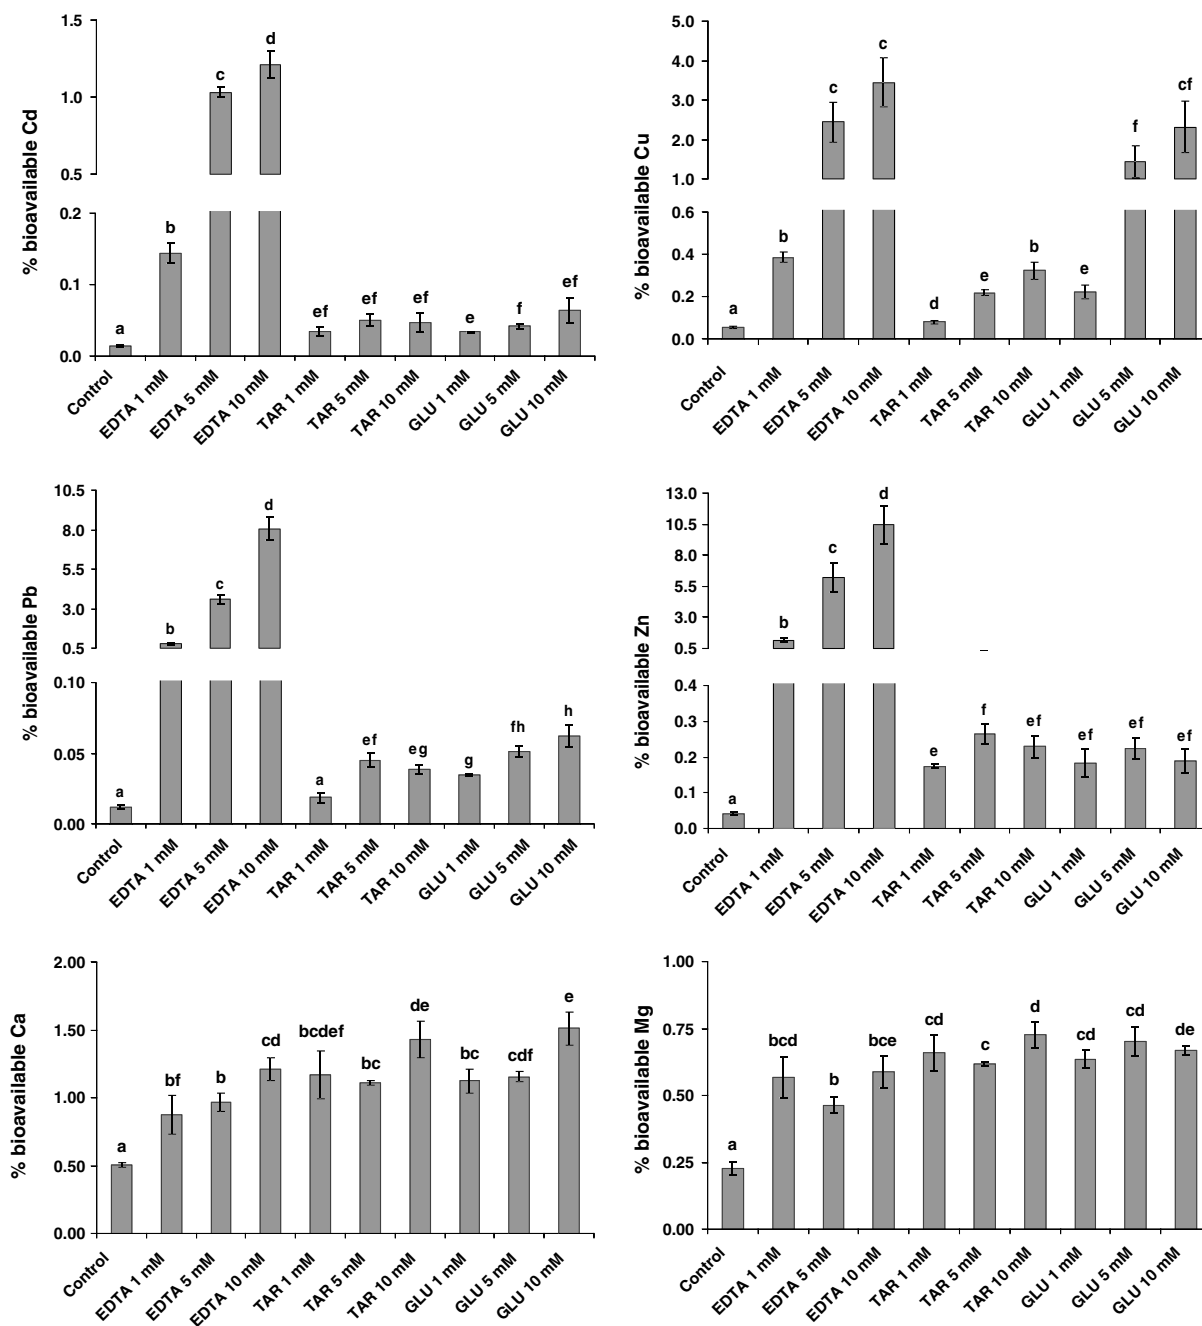 % bioavailable Cd
1.5
1.0
0.5
0.2
0.1
0.0
a
b
c
d
ef
ef
ef
e
f
ef
Control
EDTA 1 mM
EDTA 5 mM
EDTA 10 mM
TAR 1 mM
TAR 5 mM
TAR 10 mM
GLU 1 mM
GLU 5 mM
GLU 10 mM
% bioavailable Cu
5.0
4.0
3.0
2.0
1.0
0.6
0.4
0.2
0.0
a
b
c
c
d
e
b
e
f
cf
Control
EDTA 1 mM
EDTA 5 mM
EDTA 10 mM
TAR 1 mM
TAR 5 mM
TAR 10 mM
GLU 1 mM
GLU 5 mM
GLU 10 mM
% bioavailable Pb
10.5
8.0
5.5
3.0
0.5
0.10
0.05
0.00
a
b
c
d
a
ef
eg
g
fh
h
Control
EDTA 1 mM
EDTA 5 mM
EDTA 10 mM
TAR 1 mM
TAR 5 mM
TAR 10 mM
GLU 1 mM
GLU 5 mM
GLU 10 mM
% bioavailable Zn
13.0
10.5
8.0
5.5
3.0
0.5
0.4
0.3
0.2
0.1
0.0
a
b
c
d
e
f
ef
ef
ef
ef
Control
EDTA 1 mM
EDTA 5 mM
EDTA 10 mM
TAR 1 mM
TAR 5 mM
TAR 10 mM
GLU 1 mM
GLU 5 mM
GLU 10 mM
% bioavailable Ca
2.00
1.50
1.00
0.50
0.00
a
bf
b
cd
bcdef
bc
de
bc
cdf
e
Control
EDTA 1 mM
EDTA 5 mM
EDTA 10 mM
TAR 1 mM
TAR 5 mM
TAR 10 mM
GLU 1 mM
GLU 5 mM
GLU 10 mM
% bioavailable Mg
1.00
0.75
0.50
0.25
0.00
a
bcd
b
bce
cd
c
d
cd
cd
de
Control
EDTA 1 mM
EDTA 5 mM
EDTA 10 mM
TAR 1 mM
TAR 5 mM
TAR 10 mM
GLU 1 mM
GLU 5 mM
GLU 10 mM